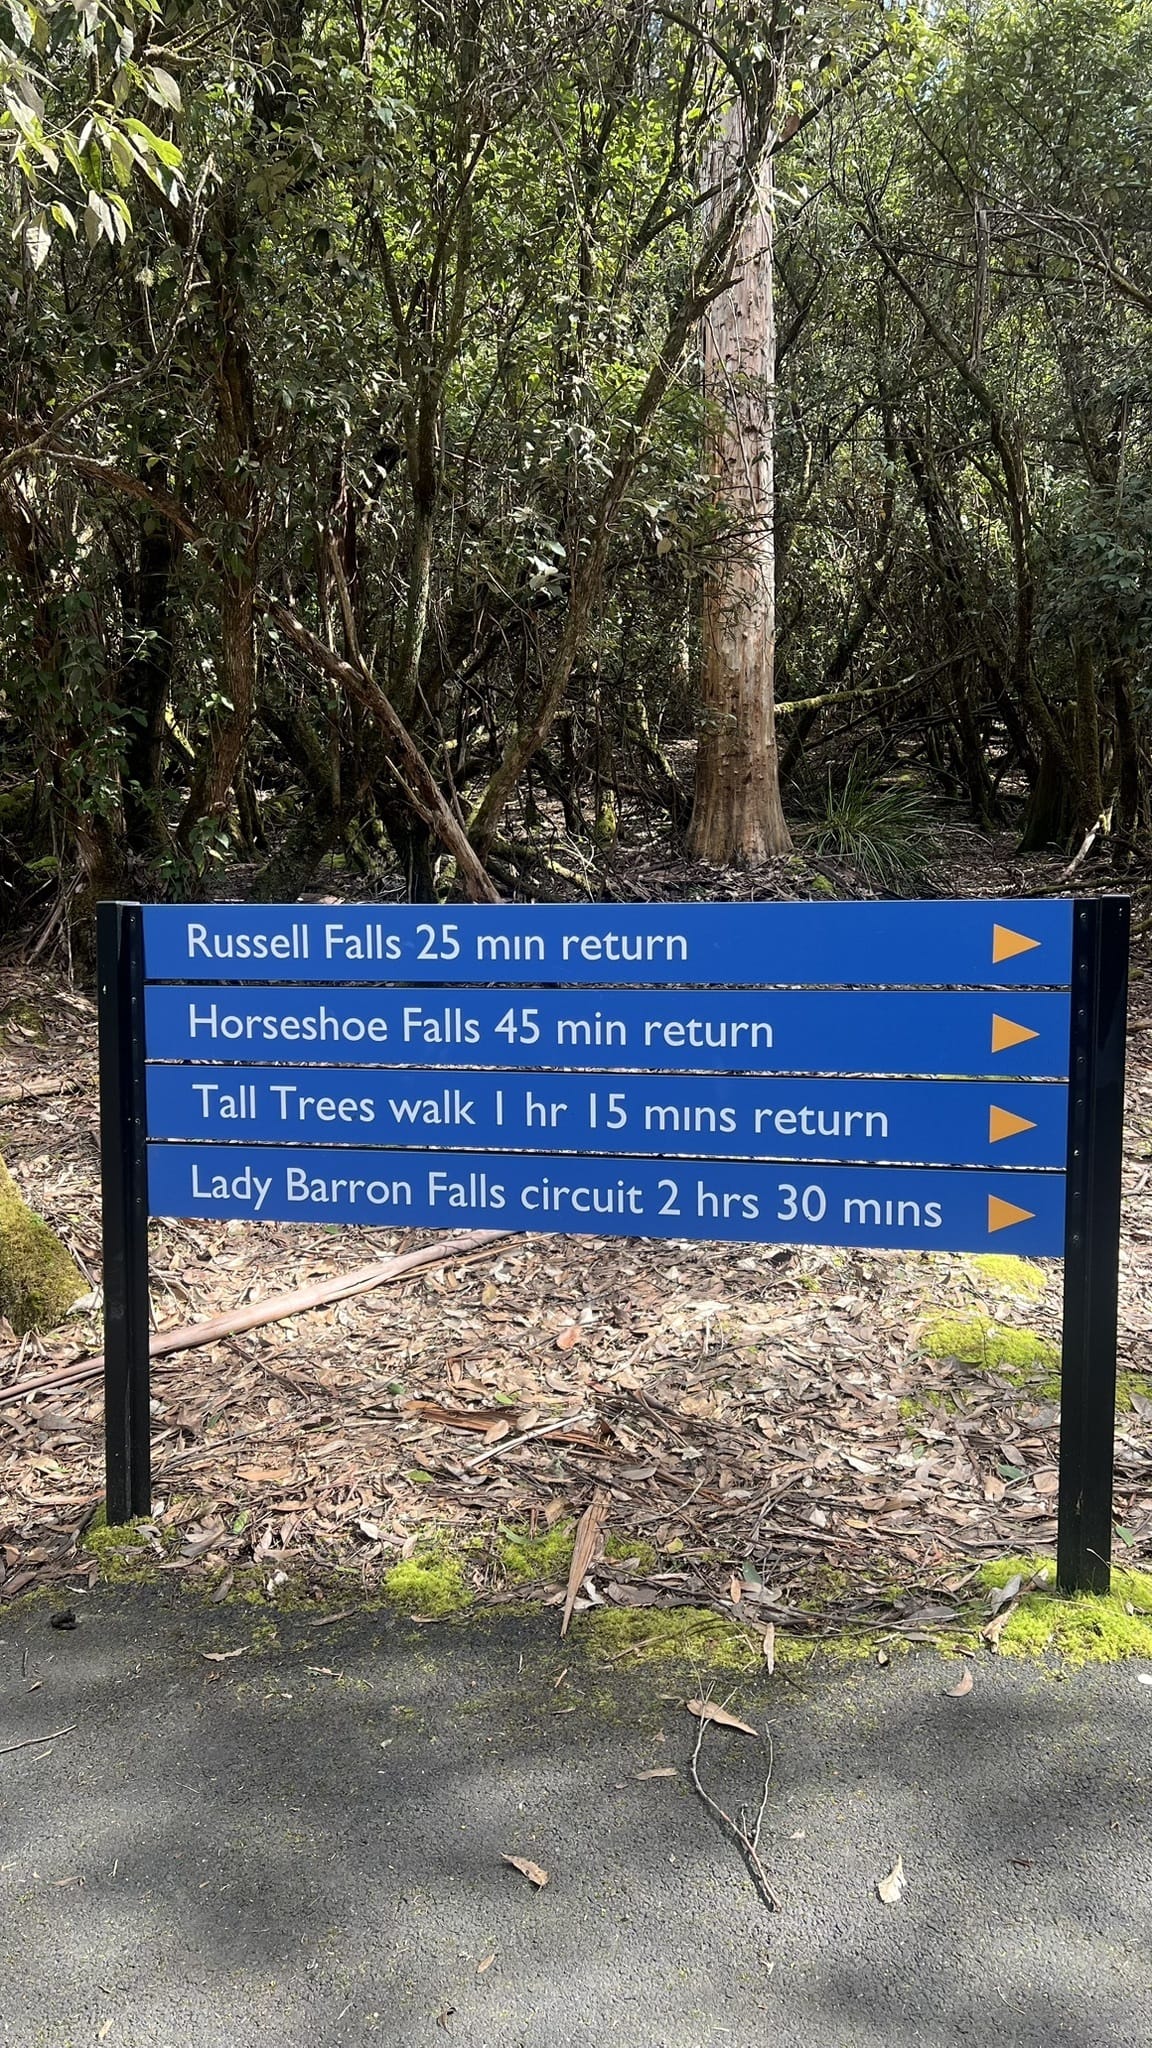 Russell Falls 25 min return
Horseshoe Falls 45 min return
Tall Trees walk 1 hr 15 mins return
Lady Barron Falls circuit 2 hrs 30 mins